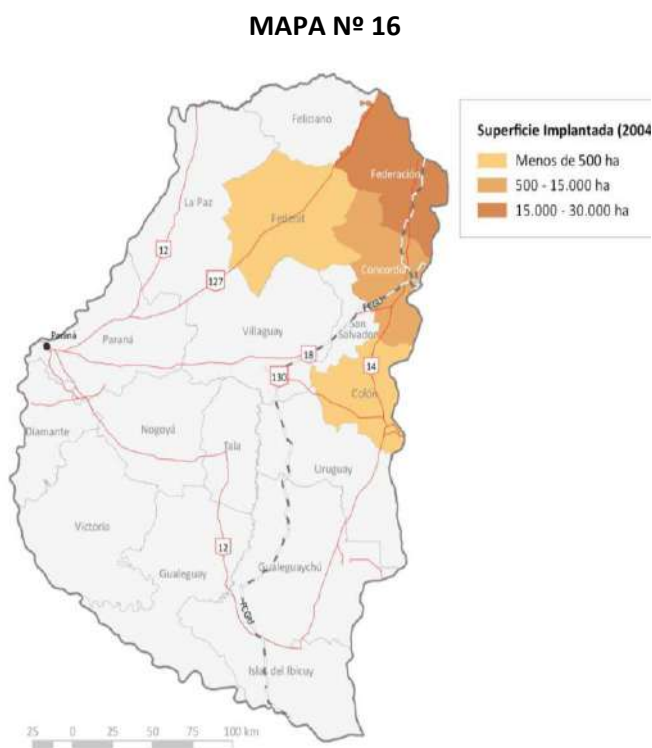 MAPA Nº 16
Superficie Implantada (2004
Menos de 500 ha
500 - 15.000 ha
15.000 - 30.000 ha
Feliciano
Federación
La Paz
Federal
12
127
Concordia
FCGU
San
Salvador
Villaguay
Paraná
Paraná
18
14
130
Colón
Diamante
Nogoyá
Tala
Uruguay
Victoria
12
Gualeguay
Gualeguaychú
Islas del Ibicuy
25 0 25 50 75 100 km